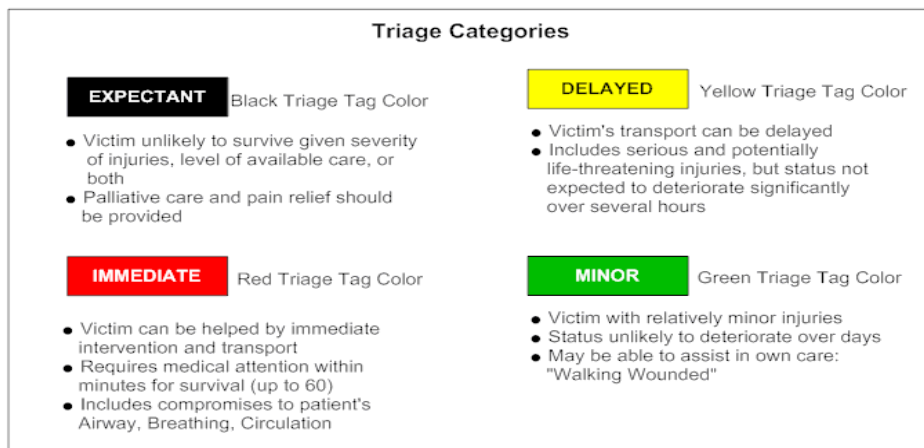 Triage Categories
EXPECTANT Black Triage Tag Color
● Victim unlikely to survive given severity
of injuries, level of available care, or
both
● Palliative care and pain relief should
be provided
DELAYED Yellow Triage Tag Color
● Victim's transport can be delayed
● Includes serious and potentially
life-threatening injuries, but status not
expected to deteriorate significantly
over several hours
IMMEDIATE Red Triage Tag Color
● Victim can be helped by immediate
intervention and transport
● Requires medical attention within
minutes for survival (up to 60)
● Includes compromises to patient's
Airway, Breathing, Circulation
MINOR Green Triage Tag Color
● Victim with relatively minor injuries
● Status unlikely to deteriorate over days
● May be able to assist in own care:
"Walking Wounded"